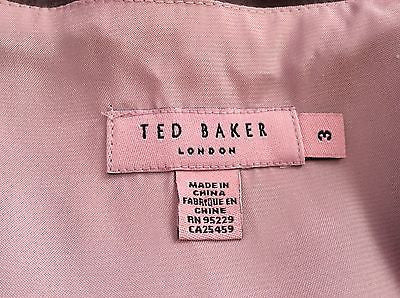 TED BAKER
LONDON
3
MADE IN
CHINA
FABRIQUE EN
CHINE
RN 95229
CA25459